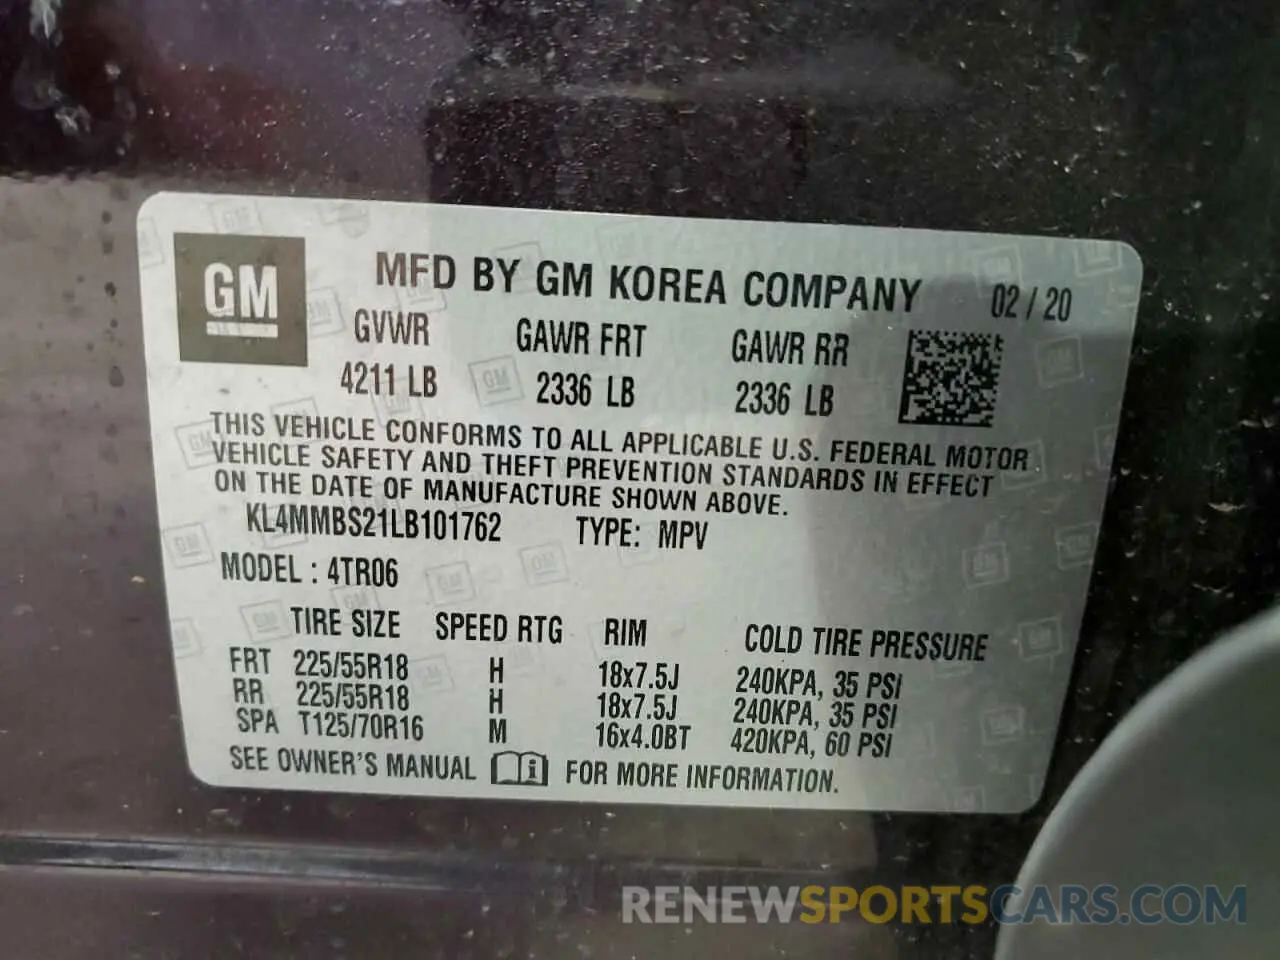 GM
MFD BY GM KOREA COMPANY 02 / 20
GVWR GAWR FRT GAWR RR
4211 LB 2336 LB 2336 LB
THIS VEHICLE CONFORMS TO ALL APPLICABLE U.S. FEDERAL MOTOR
VEHICLE SAFETY AND THEFT PREVENTION STANDARDS IN EFFECT
ON THE DATE OF MANUFACTURE SHOWN ABOVE.
KL4MMBS21LB101762 TYPE: MPV
MODEL : 4TR06
TIRE SIZE SPEED RTG RIM COLD TIRE PRESSURE
FRT 225/55R18 H 18x7.5J 240KPA, 35 PSI
RR 225/55R18 H 18x7.5J 240KPA, 35 PSI
SPA T125/70R16 M 16x4.0BT 420KPA, 60 PSI
SEE OWNER'S MANUAL i FOR MORE INFORMATION.
RENEWSPORTSCARS.COM